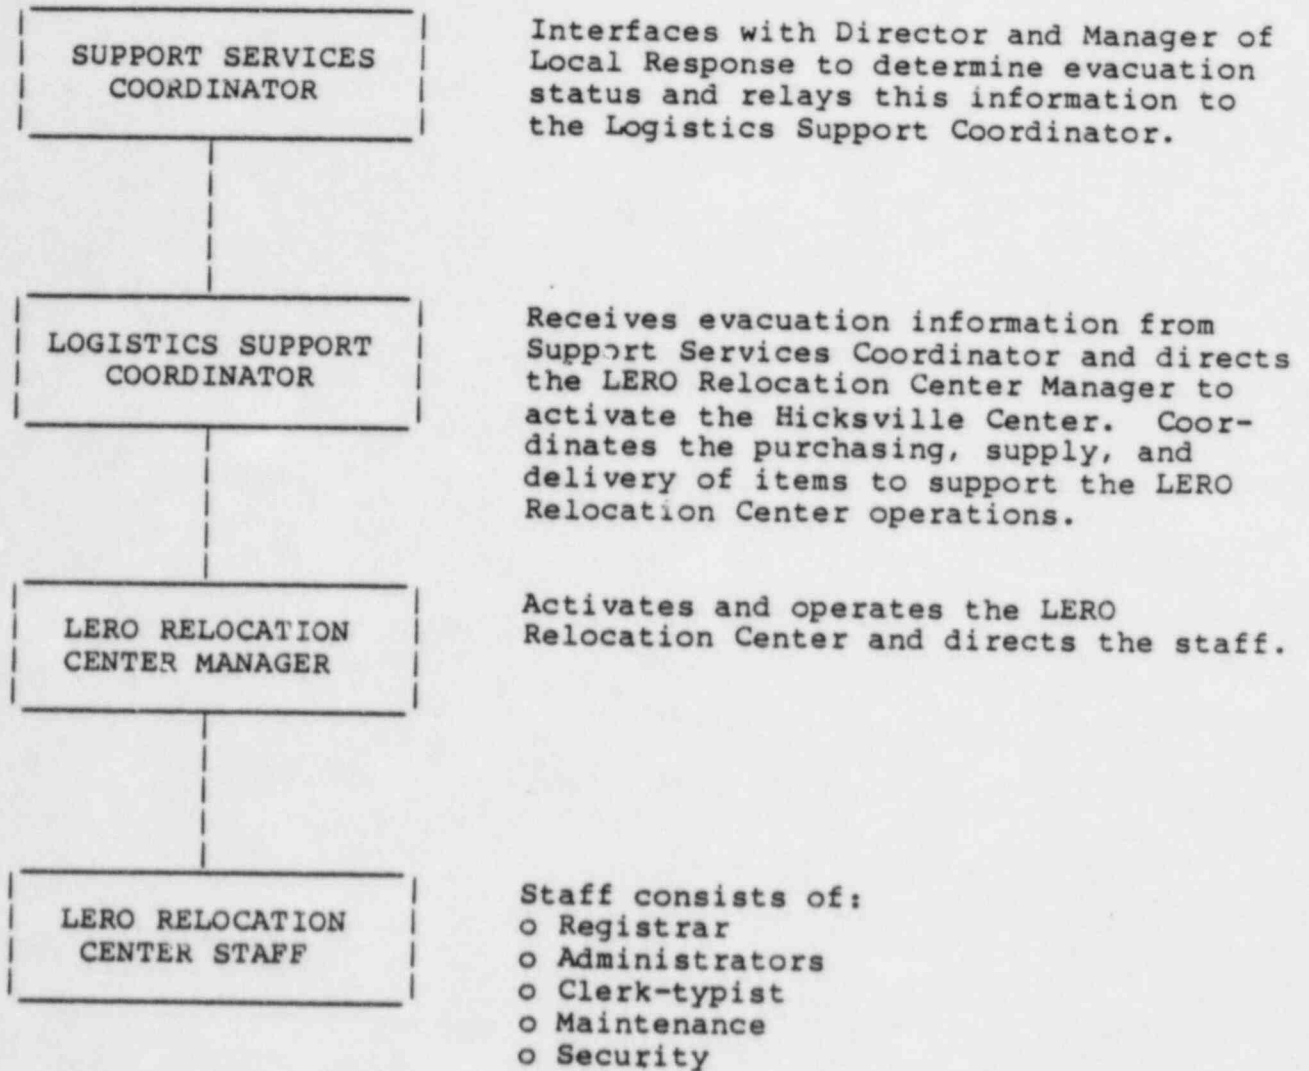 SUPPORT SERVICES
COORDINATOR
Interfaces with Director and Manager of
Local Response to determine evacuation
status and relays this information to
the Logistics Support Coordinator.
LOGISTICS SUPPORT
COORDINATOR
Receives evacuation information from
Support Services Coordinator and directs
the LERO Relocation Center Manager to
activate the Hicksville Center. Coor-
dinates the purchasing, supply, and
delivery of items to support the LERO
Relocation Center operations.
LERO RELOCATION
CENTER MANAGER
Activates and operates the LERO
Relocation Center and directs the staff.
LERO RELOCATION
CENTER STAFF
Staff consists of:
o Registrar
o Administrators
o Clerk-typist
o Maintenance
o Security